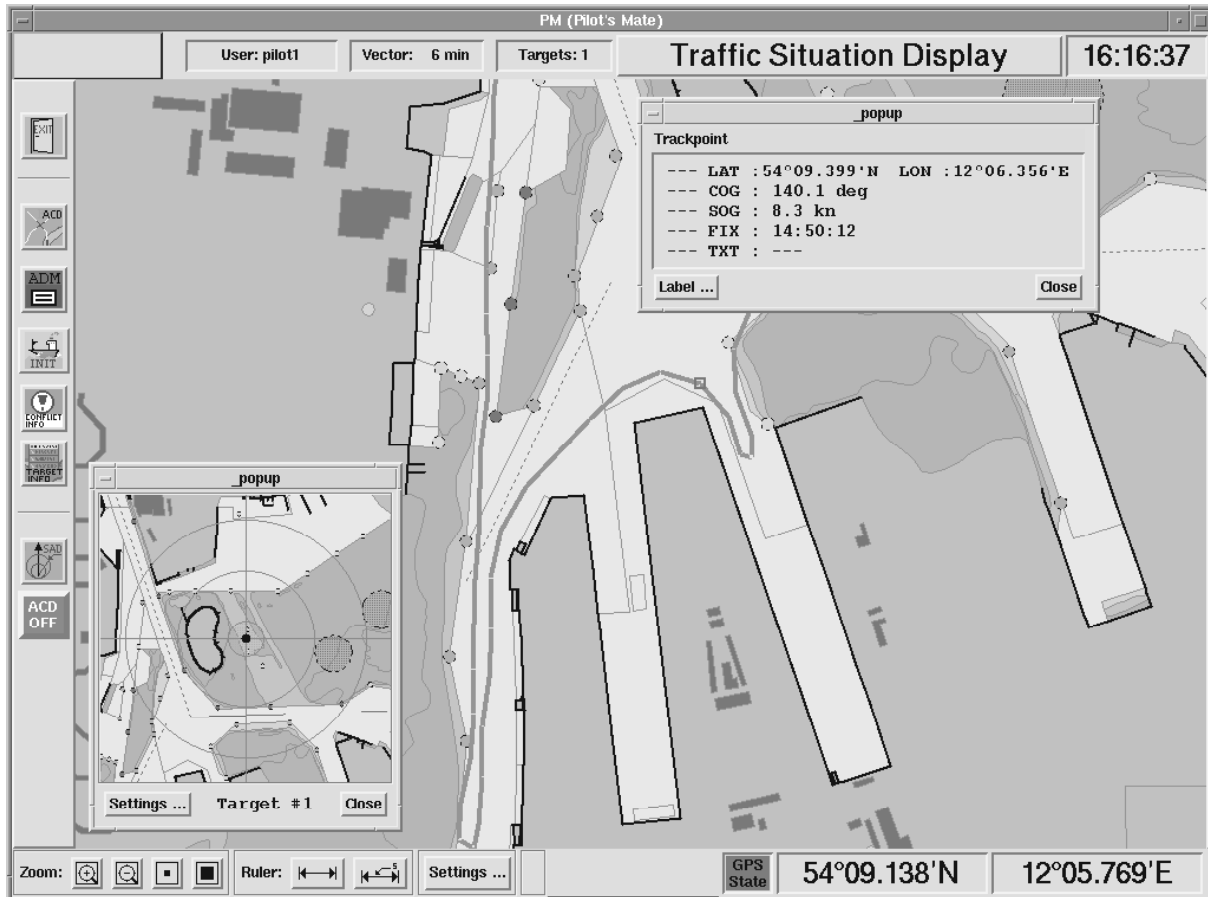 PM (Pilot's Mate)
User: pilot1
Vector: 6 min
Targets: 1
Traffic Situation Display
16:16:37
EXIT
ACD
ADM
INIT
CONFLICT
INFO
TARGET
INFO
SAD
ACD
OFF
_popup
Trackpoint
--- LAT :54°09.399'N LON :12°06.356'E
--- COG : 140.1 deg
--- SOG : 8.3 kn
--- FIX : 14:50:12
--- TXT : ---
Label ...
Close
_popup
Settings ...
Target #1
Close
Zoom:
Ruler:
5
Settings ...
GPS
State
54°09.138'N
12°05.769'E